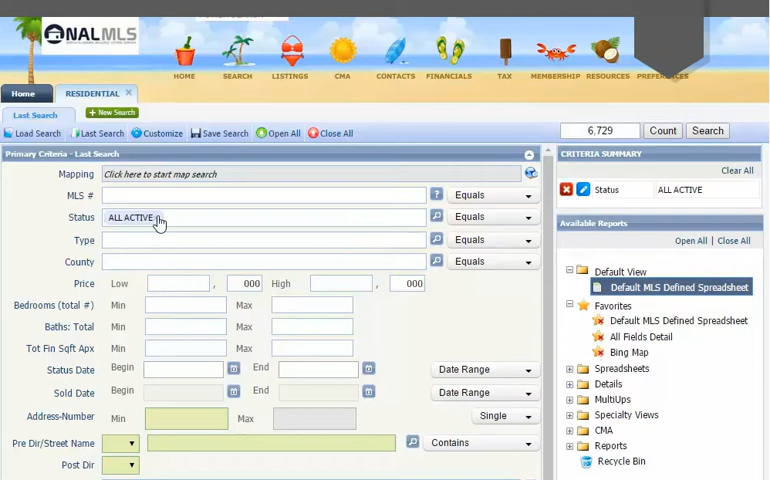 NALMLS
HOME SEARCH LISTINGS CMA CONTACTS FINANCIALS TAX MEMBERSHIP RESOURCES PREFERENCES
Home RESIDENTIAL
Last Search + New Search
Load Search Last Search Customize Save Search Open All Close All 6,729 Count Search
Primary Criteria - Last Search
Mapping Click here to start map search
MLS # ? Equals
Status ALL ACTIVE Equals
Type Equals
County Equals
Price Low , 000 High , 000
Bedrooms (total #) Min Max
Baths: Total Min Max
Tot Fin Sqft Apx Min Max
Status Date Begin End Date Range
Sold Date Begin End Date Range
Address-Number Min Max Single
Pre Dir/Street Name Contains
Post Dir
CRITERIA SUMMARY
Clear All
Status ALL ACTIVE
Available Reports
Open All | Close All
Default View
Default MLS Defined Spreadsheet
Favorites
Default MLS Defined Spreadsheet
All Fields Detail
Bing Map
Spreadsheets
Details
MultiUps
Specialty Views
CMA
Reports
Recycle Bin